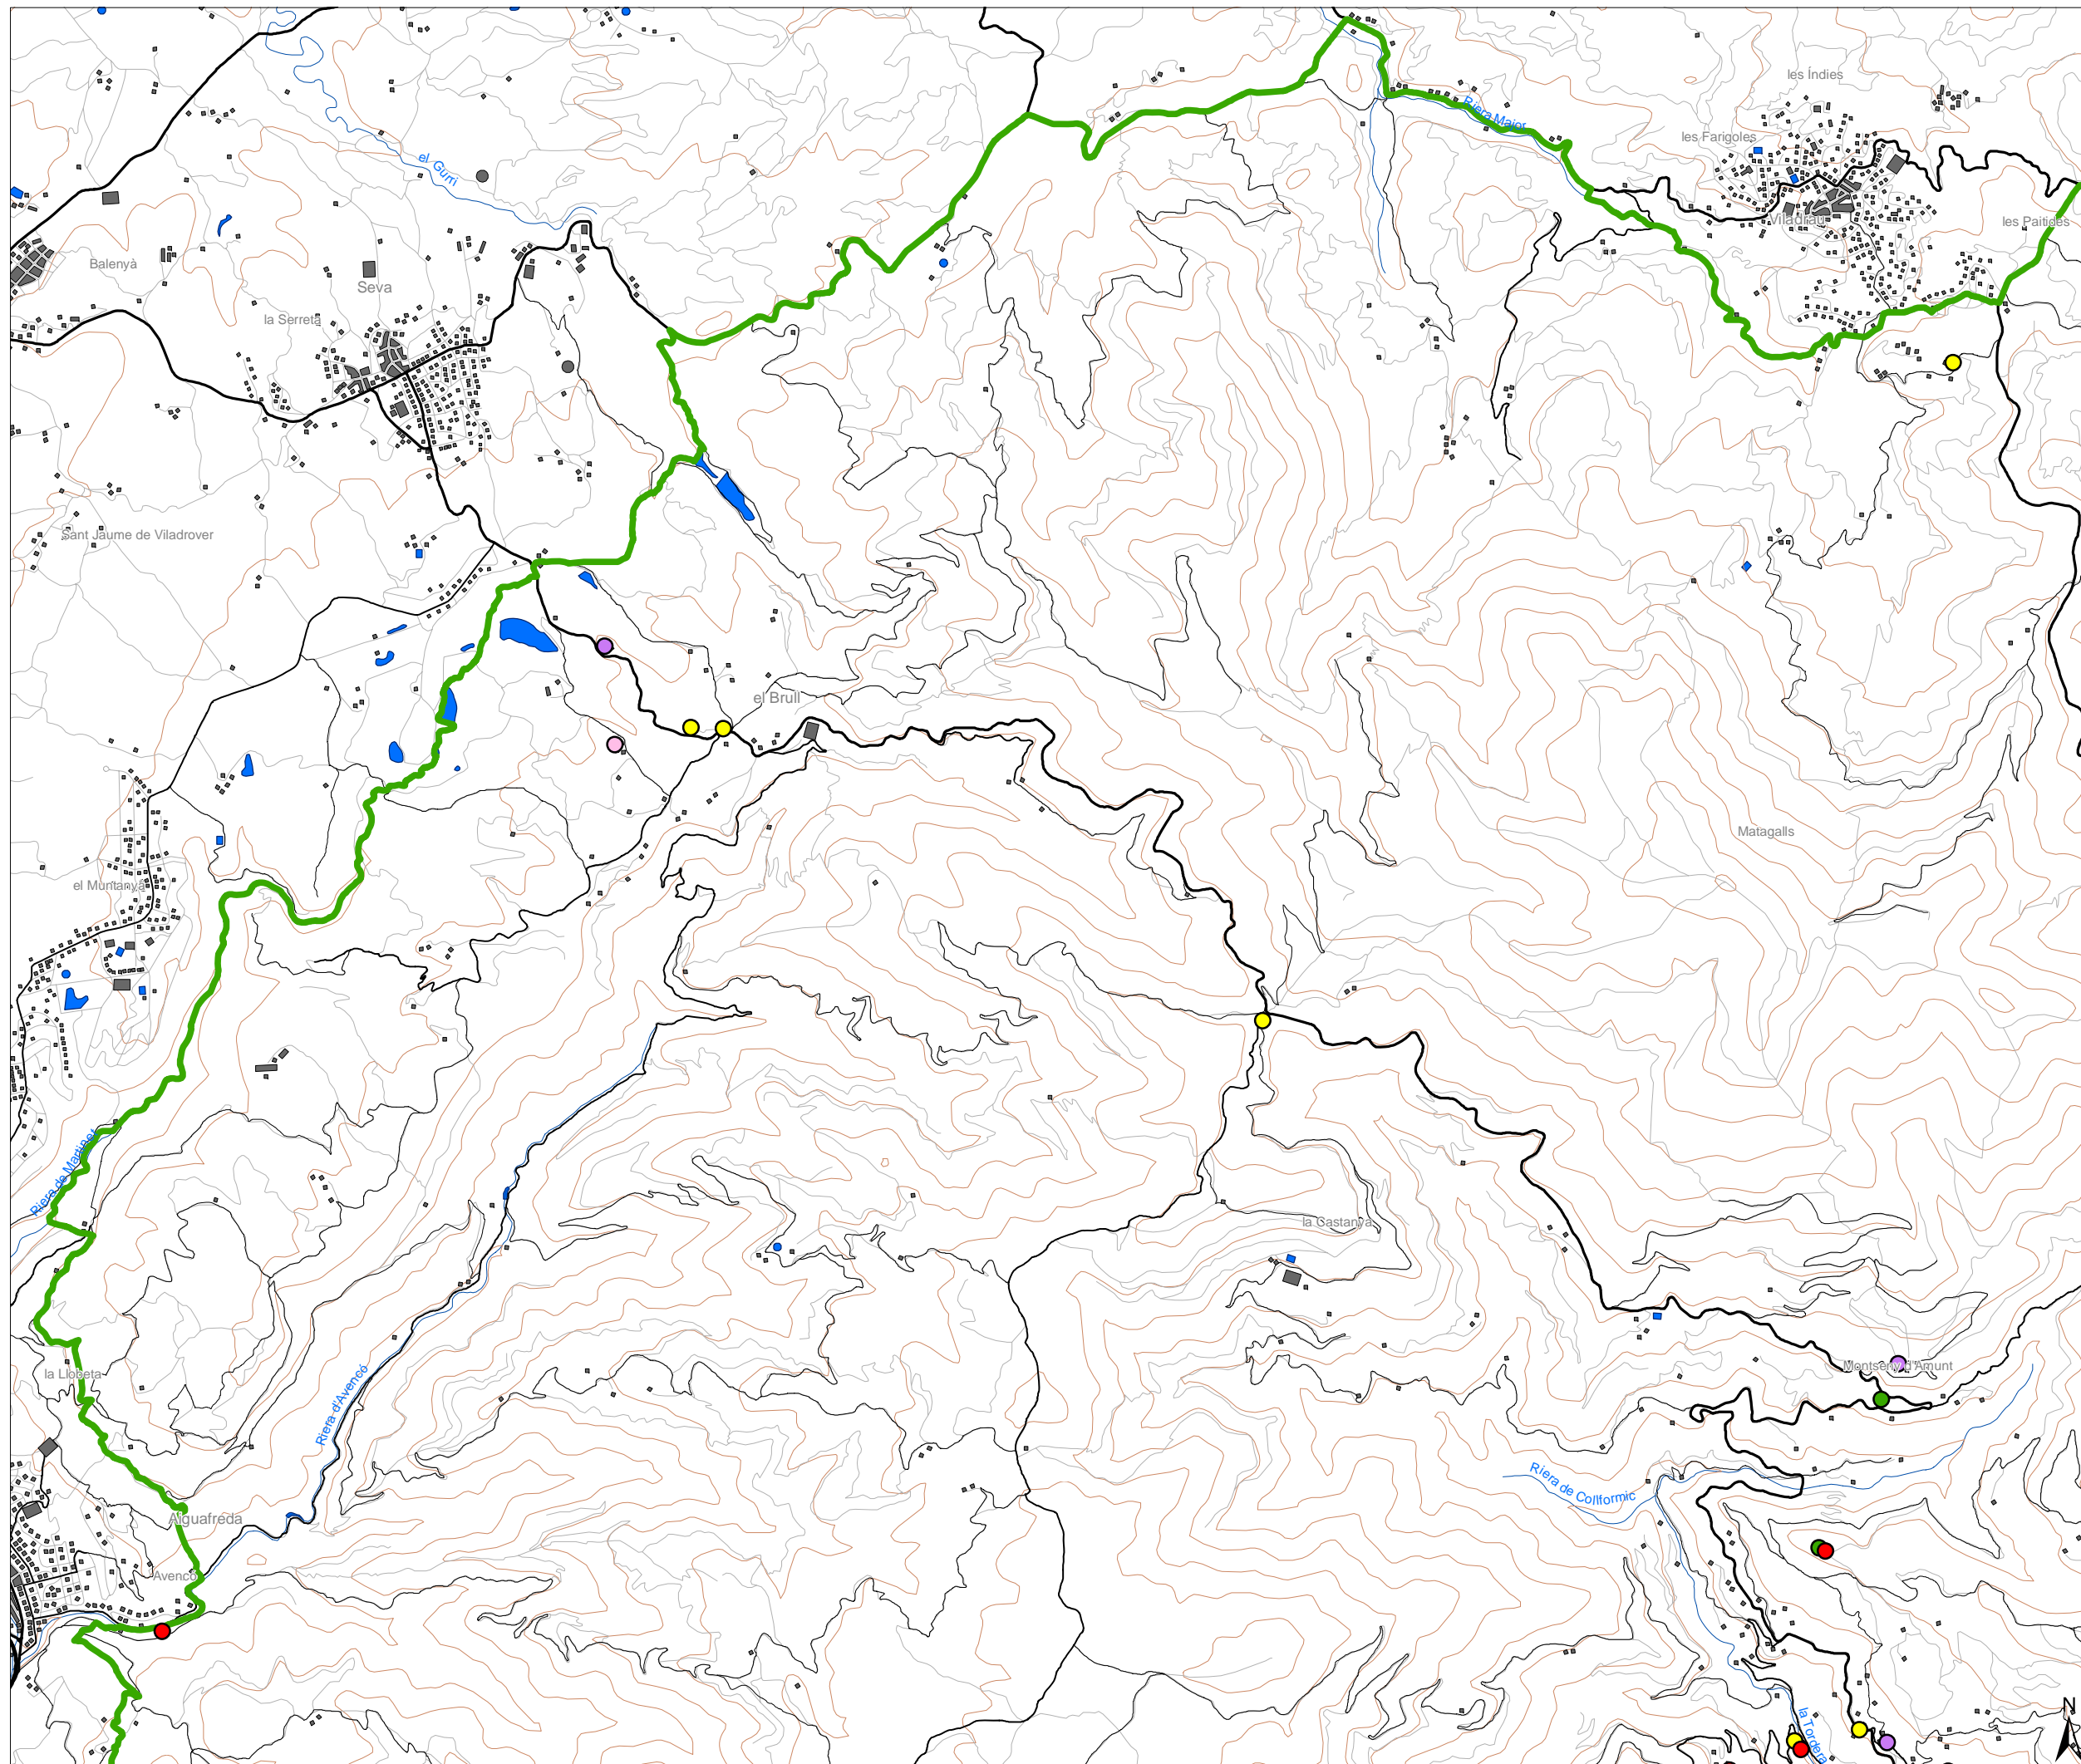 les Índies
Riera Major
les Farigoles
el Gurri
Viladrau
les Paitides
Balenyà
Seva
la Serreta
Sant Jaume de Viladrover
el Brull
Matagalls
el Muntanyà
Riera de Martinet
la Castanya
Montseny d'Amunt
la Llobeta
Riera d'Avencó
Riera de Collformic
Aiguafreda
Avencó
la Tordera
N